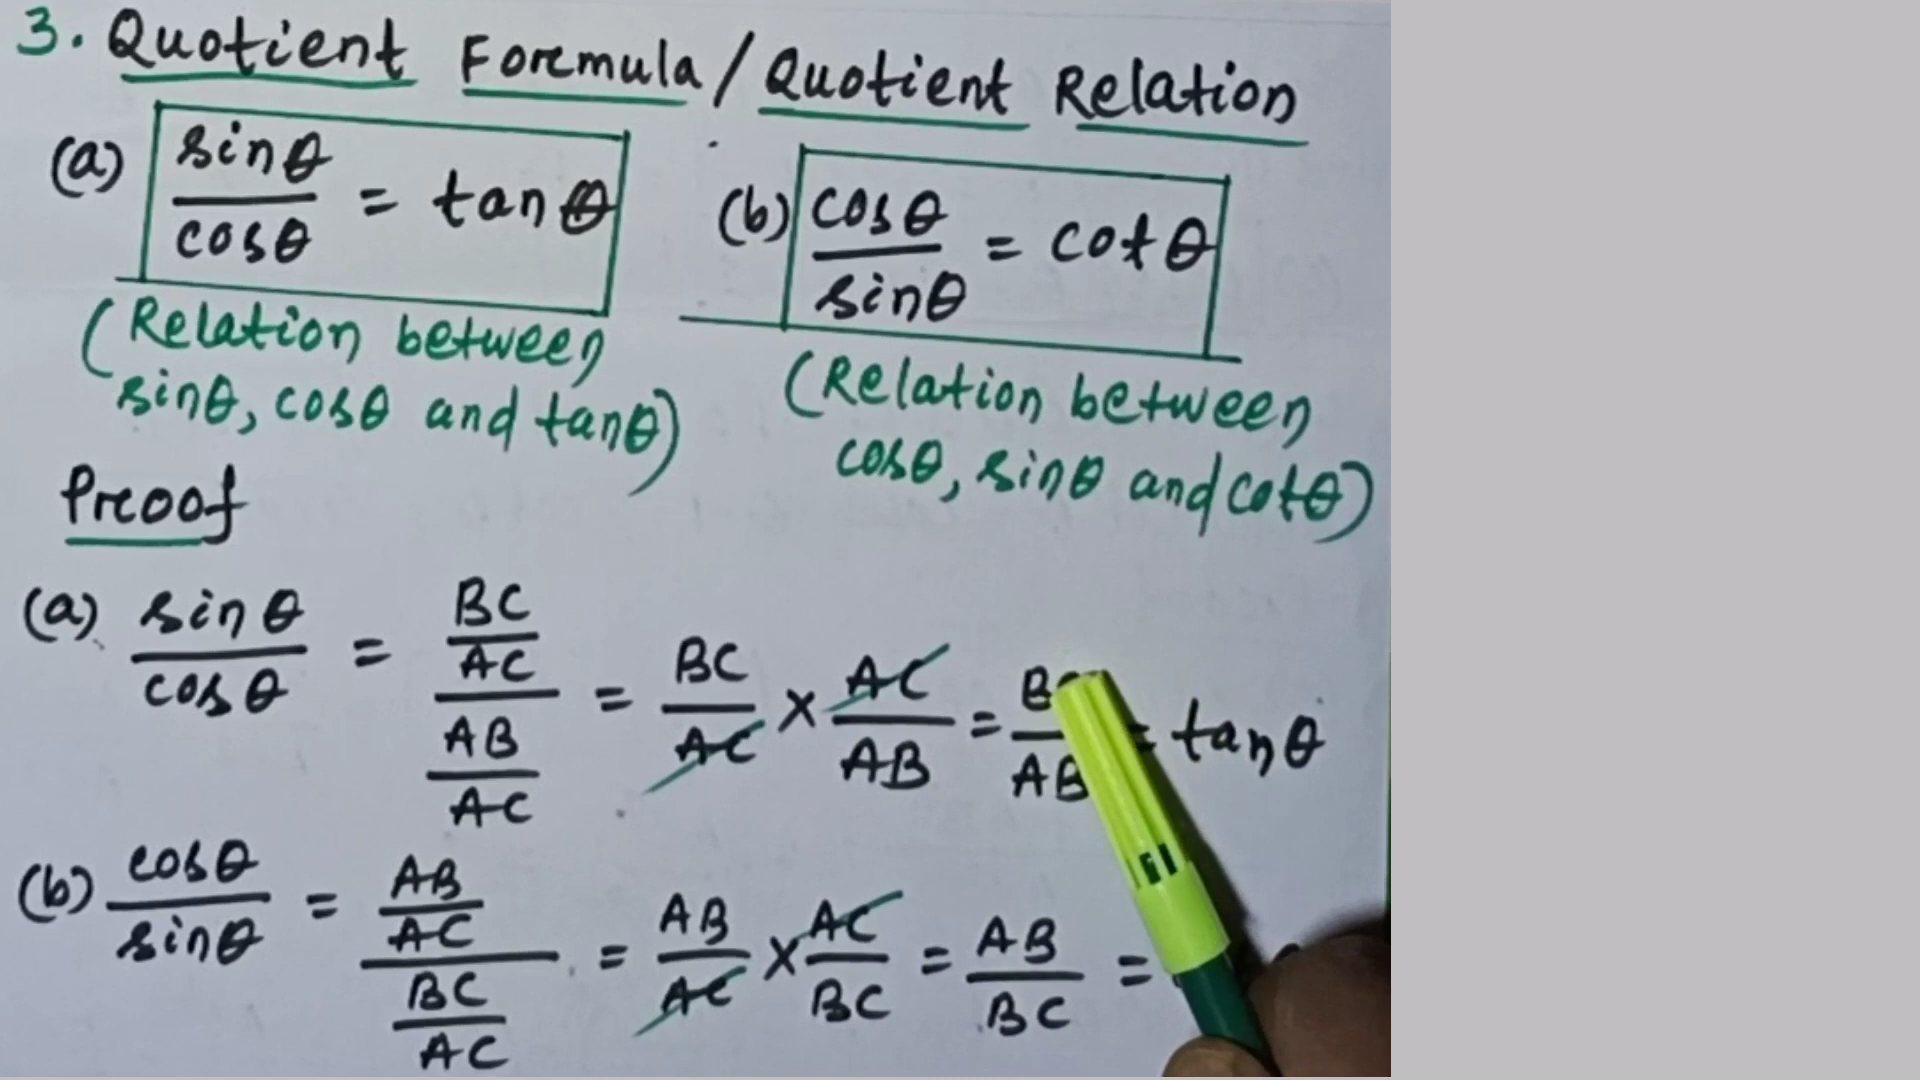 3. Quotient Formula / Quotient Relation
(a) sinθ/cosθ = tanθ (b) cosθ/sinθ = cotθ
(Relation between sinθ, cosθ and tanθ)
(Relation between cosθ, sinθ and cotθ)
Proof
(a) sinθ/cosθ = BC/AC / AB/AC = BC/AC × AC/AB = /AB = tanθ
(b) cosθ/sinθ = AB/AC / BC/AC = AB/AC × AC/BC = AB/BC =